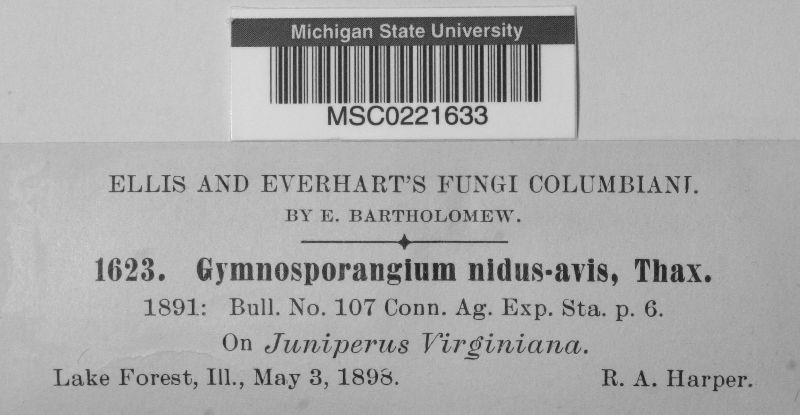 Michigan State University
MSC0221633
ELLIS AND EVERHART'S FUNGI COLUMBIANI.
BY E. BARTHOLOMEW.
1623. Gymnosporangium nidus-avis, Thax.
1891: Bull. No. 107 Conn. Ag. Exp. Sta. p. 6.
On Juniperus Virginiana.
Lake Forest, Ill., May 3, 1898. R. A. Harper.